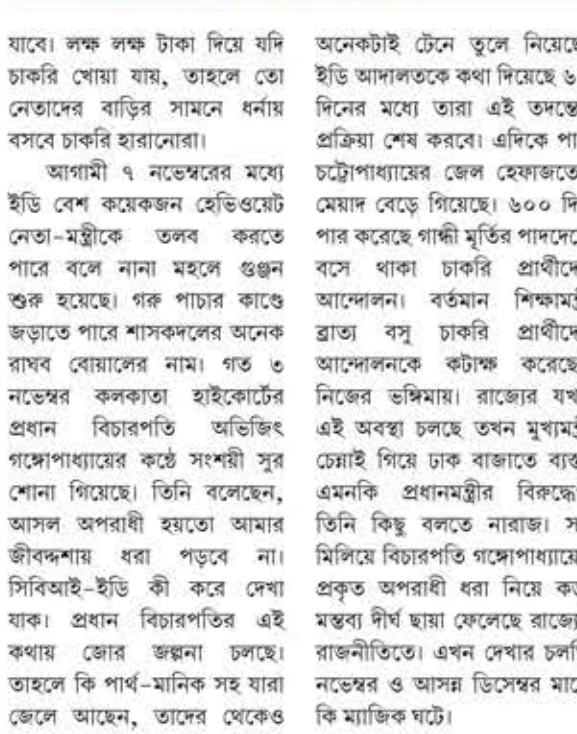 যাবে। লক্ষ লক্ষ টাকা দিয়ে যদি
চাকরি খোয়া যায়, তাহলে তো
নেতাদের বাড়ির সামনে ধর্নায়
বসবে চাকরি হারানোরা।
আগামী ৭ নভেম্বরের মধ্যে
ইডি বেশ কয়েকজন হেভিওয়েট
নেতা-মন্ত্রীকে তলব করতে
পারে বলে নানা মহলে গুঞ্জন
শুরু হয়েছে। গরু পাচার কাণ্ডে
জড়াতে পারে শাসকদলের অনেক
রাঘব বোয়ালের নাম। গত ৩
নভেম্বর কলকাতা হাইকোর্টের
প্রধান বিচারপতি অভিজিৎ
গঙ্গোপাধ্যায়ের কণ্ঠে সংশয়ী সুর
শোনা গিয়েছে। তিনি বলেছেন,
আসল অপরাধী হয়তো আমার
জীবদ্দশায় ধরা পড়বে না।
সিবিআই-ইডি কী করে দেখা
যাক। প্রধান বিচারপতির এই
কথায় জোর জল্পনা চলছে।
তাহলে কি পার্থ-মানিক সহ যারা
জেলে আছেন, তাদের থেকেও
অনেকটাই টেনে তুলে নিয়েছে
ইডি আদালতকে কথা দিয়েছে ৬
দিনের মধ্যে তারা এই তদন্তে
প্রক্রিয়া শেষ করবে। এদিকে পা
চট্টোপাধ্যায়ের জেল হেফাজতে
মেয়াদ বেড়ে গিয়েছে। ৬০০ দি
পার করেছে গান্ধী মূর্তির পাদদে
বসে থাকা চাকরি প্রার্থীদে
আন্দোলন। বর্তমান শিক্ষামন্ত্রী
ব্রাত্য বসু চাকরি প্রার্থীদে
আন্দোলনকে কটাক্ষ করেছে
নিজের ভঙ্গিমায়। রাজ্যের যখ
এই অবস্থা চলছে তখন মুখ্যমন্ত্রী
চেন্নাই গিয়ে ঢাক বাজাতে ব্যস্ত
এমনকি প্রধানমন্ত্রীর বিরুদ্ধে
তিনি কিছু বলতে নারাজ। স
মিলিয়ে বিচারপতি গঙ্গোপাধ্যায়ে
প্রকৃত অপরাধী ধরা নিয়ে ক
মন্তব্য দীর্ঘ ছায়া ফেলেছে রাজ্যে
রাজনীতিতে। এখন দেখার চলতি
নভেম্বর ও আসন্ন ডিসেম্বর মাসে
কি ম্যাজিক ঘটে।